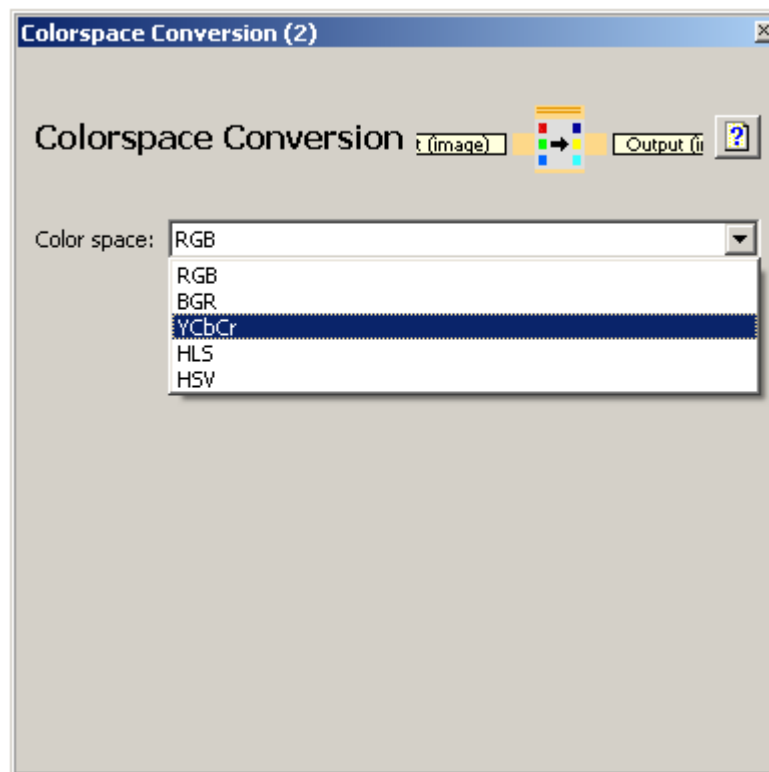 Colorspace Conversion (2)
Colorspace Conversion t (image) Output (i
Color space: RGB
RGB
BGR
YCbCr
HLS
HSV